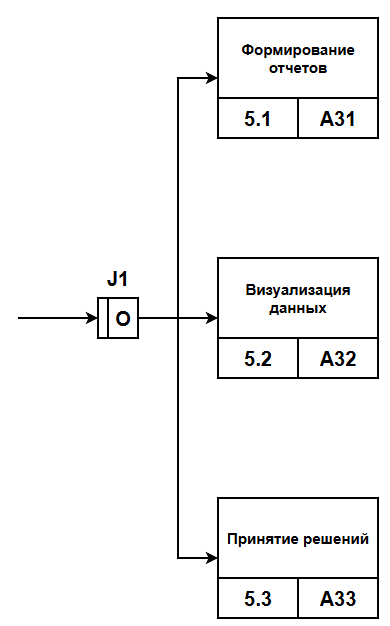 Формирование
отчетов
5.1 A31
J1
O
Визуализация
данных
5.2 A32
Принятие решений
5.3 A33